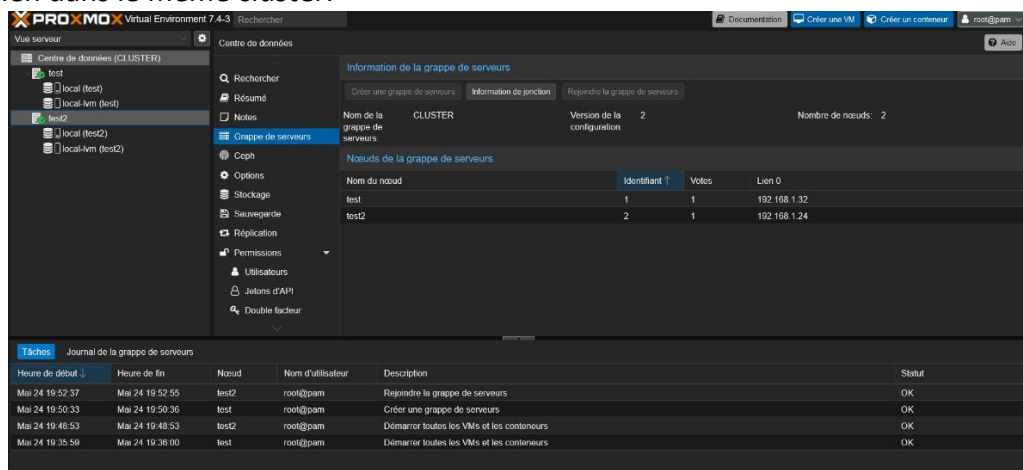 dans le même cluster.
PROXMOX Virtual Environment 7.4-3 Rechercher Documentation Créer une VM Créer un conteneur root@pam
Vue serveur
Centre de données
Aide
Centre de données (CLUSTER)
test
local (test)
local-lvm (test)
test2
local (test2)
local-lvm (test2)
Rechercher
Résumé
Notes
Grappe de serveurs
Ceph
Options
Stockage
Sauvegarde
Réplication
Permissions
Utilisateurs
Jetons d'API
Double facteur
Information de la grappe de serveurs
Créer une grappe de serveurs Information de jonction Rejoindre la grappe de serveurs
Nom de la grappe de serveurs: CLUSTER Version de la configuration: 2 Nombre de nœuds: 2
Nœuds de la grappe de serveurs
Nom du nœud Identifiant ↑ Votes Lien 0
test 1 1 192.168.1.32
test2 2 1 192.168.1.24
Tâches Journal de la grappe de serveurs
Heure de début ↓ Heure de fin Nœud Nom d'utilisateur Description Statut
Mai 24 19:52:37 Mai 24 19:52:55 test2 root@pam Rejoindre la grappe de serveurs OK
Mai 24 19:50:33 Mai 24 19:50:36 test root@pam Créer une grappe de serveurs OK
Mai 24 19:46:53 Mai 24 19:46:53 test2 root@pam Démarrer toutes les VMs et les conteneurs OK
Mai 24 19:35:59 Mai 24 19:36:00 test root@pam Démarrer toutes les VMs et les conteneurs OK